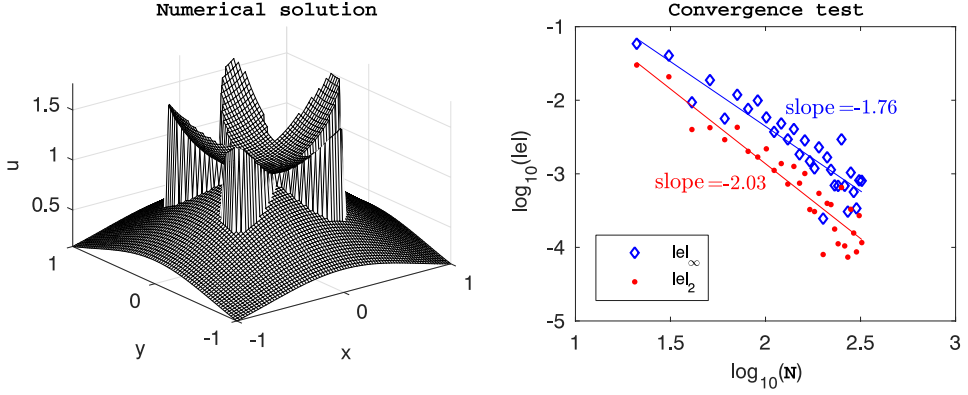 Numerical solution
u
1.5
1
0.5
1
0
-1
y
-1
0
1
x
Convergence test
log10(|e|)
-1
-2
-3
-4
-5
slope=-1.76
slope=-2.03
|e|∞
|e|2
1
1.5
2
2.5
3
log10(N)